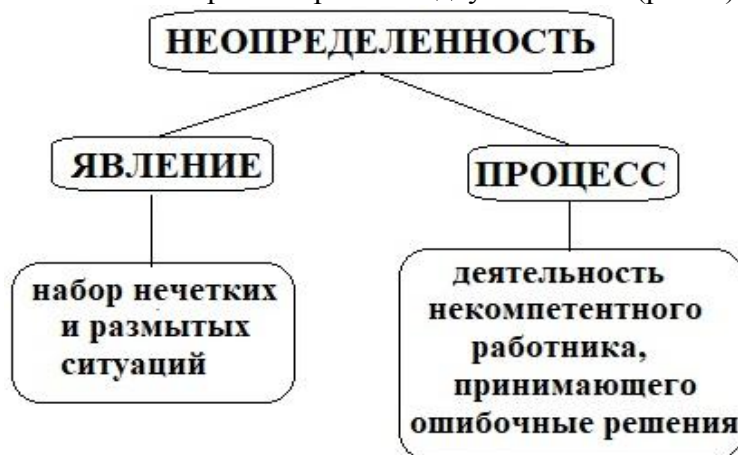 НЕОПРЕДЕЛЕННОСТЬ
ЯВЛЕНИЕ
ПРОЦЕСС
набор нечетких
и размытых
ситуаций
деятельность
некомпетентного
работника,
принимающего
ошибочные решения